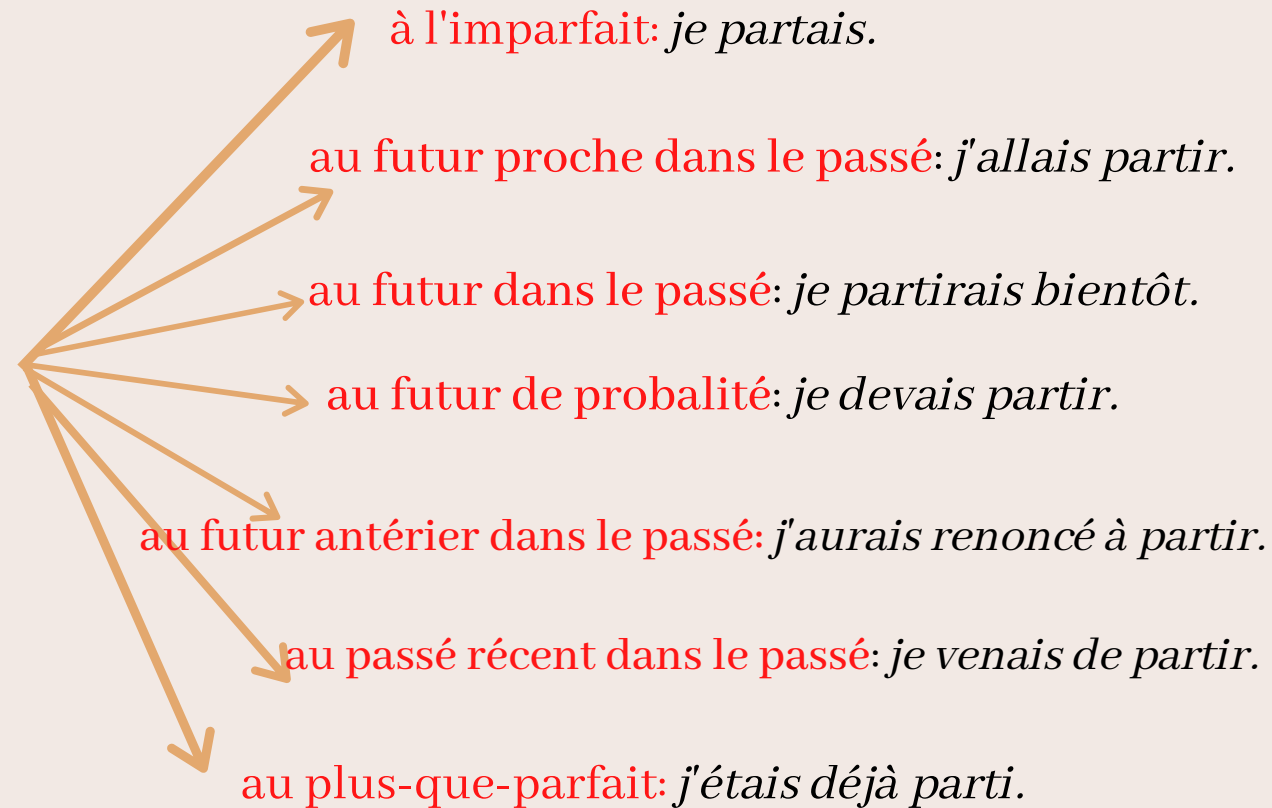 à l'imparfait: je partais.
au futur proche dans le passé: j'allais partir.
au futur dans le passé: je partirais bientôt.
au futur de probalité: je devais partir.
au futur antérier dans le passé: j'aurais renoncé à partir.
au passé récent dans le passé: je venais de partir.
au plus-que-parfait: j'étais déjà parti.